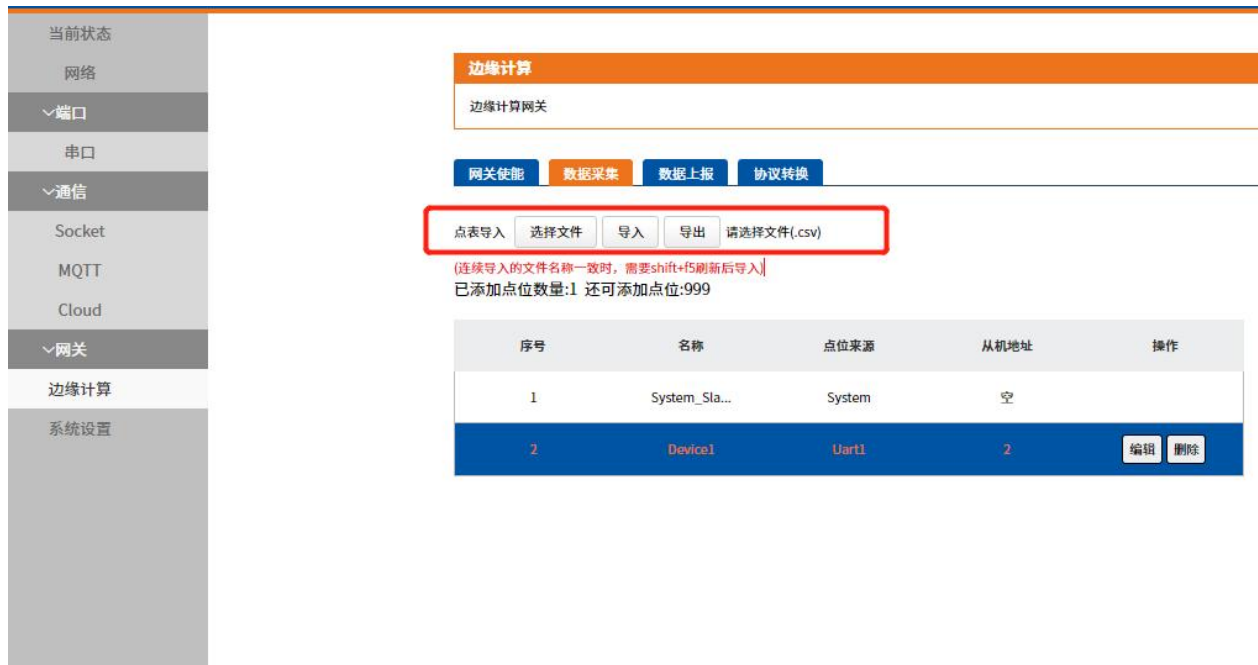 当前状态
网络
端口
串口
通信
Socket
MQTT
Cloud
网关
边缘计算
系统设置
边缘计算
边缘计算网关
网关使能 数据采集 数据上报 协议转换
点表导入 选择文件 导入 导出 请选择文件(.csv)
(连续导入的文件名称一致时，需要shift+f5刷新后导入)
已添加点位数量:1 还可添加点位:999
序号 名称 点位来源 从机地址 操作
1 System_Sla... System 空
2 Device1 Uart1 2 编辑 删除